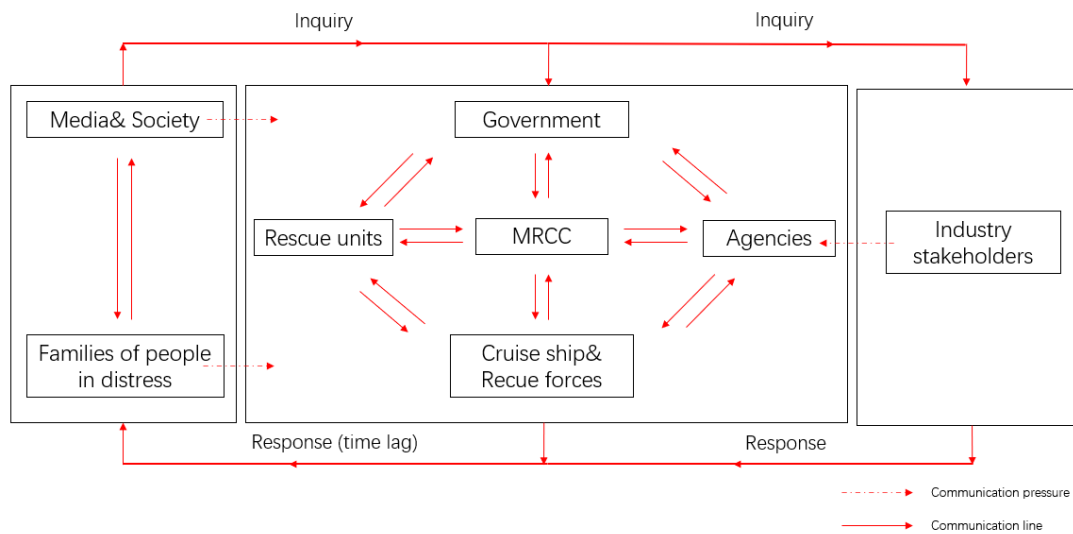 Inquiry
Inquiry
Media& Society
Government
Rescue units
MRCC
Agencies
Industry
stakeholders
Families of people
in distress
Cruise ship&
Recue forces
Response (time lag)
Response
Communication pressure
Communication line